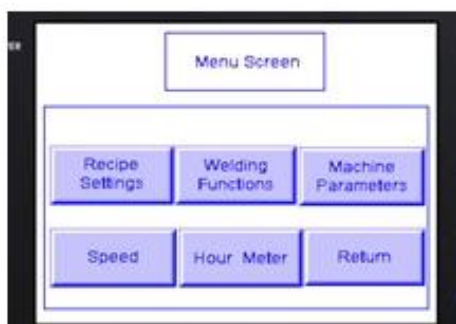 Menu Screen
Recipe Settings
Welding Functions
Machine Parameters
Speed
Hour Meter
Return